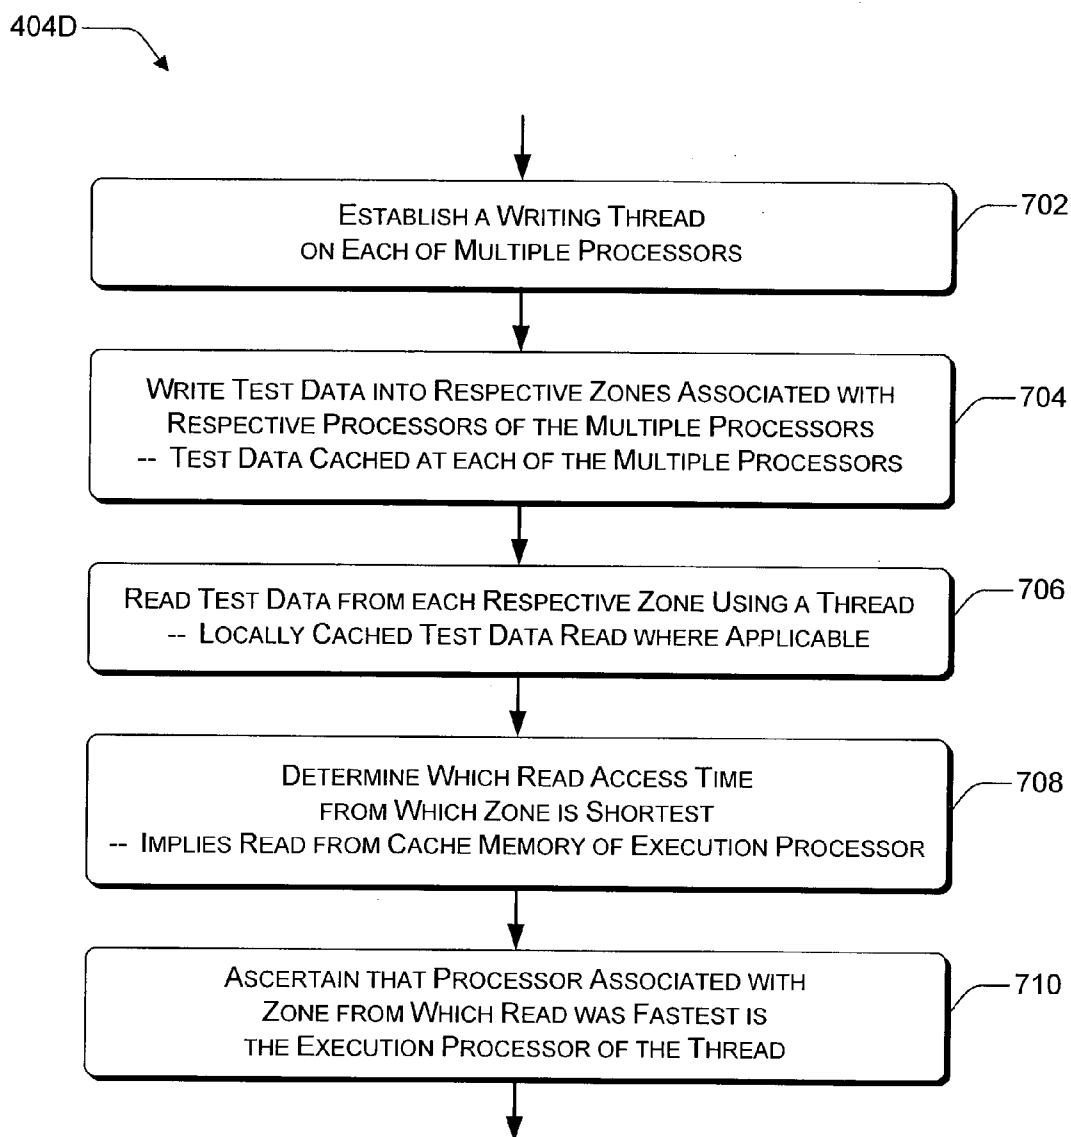 404D
ESTABLISH A WRITING THREAD
ON EACH OF MULTIPLE PROCESSORS
702
WRITE TEST DATA INTO RESPECTIVE ZONES ASSOCIATED WITH
RESPECTIVE PROCESSORS OF THE MULTIPLE PROCESSORS
-- TEST DATA CACHED AT EACH OF THE MULTIPLE PROCESSORS
704
READ TEST DATA FROM EACH RESPECTIVE ZONE USING A THREAD
-- LOCALLY CACHED TEST DATA READ WHERE APPLICABLE
706
DETERMINE WHICH READ ACCESS TIME
FROM WHICH ZONE IS SHORTEST
-- IMPLIES READ FROM CACHE MEMORY OF EXECUTION PROCESSOR
708
ASCERTAIN THAT PROCESSOR ASSOCIATED WITH
ZONE FROM WHICH READ WAS FASTEST IS
THE EXECUTION PROCESSOR OF THE THREAD
710